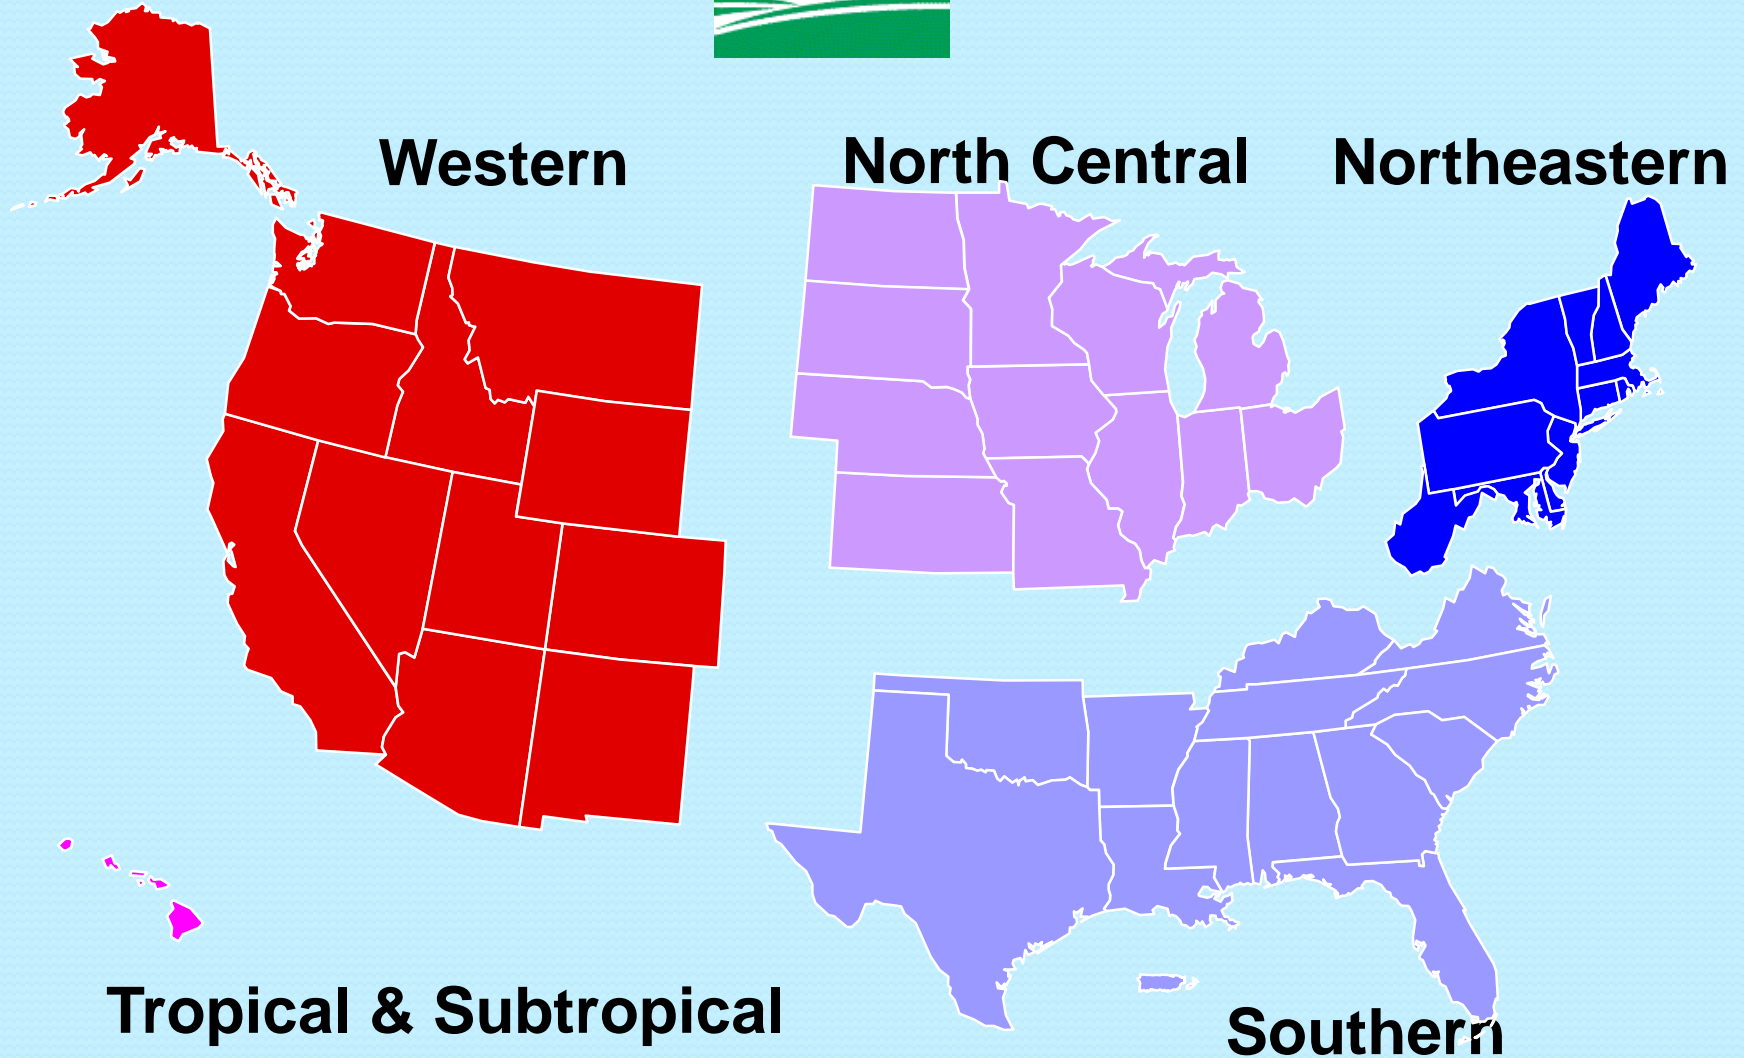 Western
North Central
Northeastern
Tropical & Subtropical
Southern